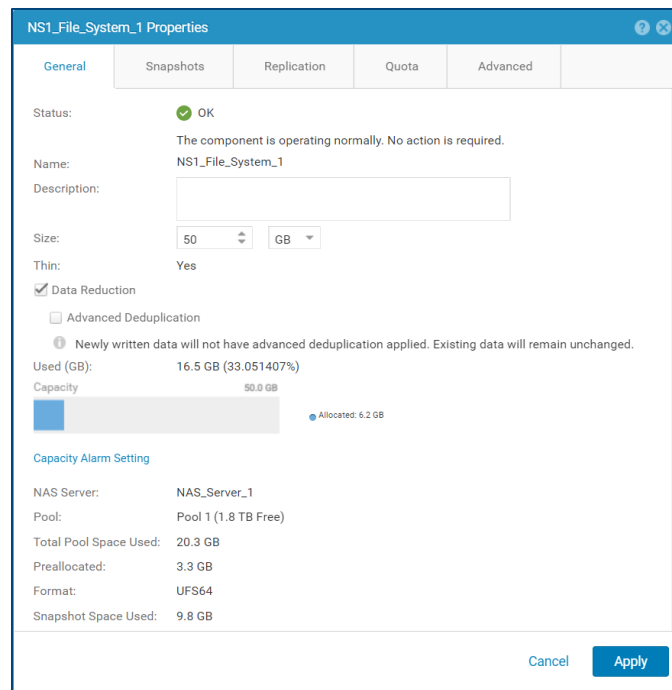 NS1_File_System_1 Properties
General Snapshots Replication Quota Advanced
Status: OK
The component is operating normally. No action is required.
Name: NS1_File_System_1
Description:
Size: 50 GB
Thin: Yes
Data Reduction
Advanced Deduplication
Newly written data will not have advanced deduplication applied. Existing data will remain unchanged.
Used (GB): 16.5 GB (33.051407%)
Capacity 50.0 GB
Allocated: 6.2 GB
Capacity Alarm Setting
NAS Server: NAS_Server_1
Pool: Pool 1 (1.8 TB Free)
Total Pool Space Used: 20.3 GB
Preallocated: 3.3 GB
Format: UFS64
Snapshot Space Used: 9.8 GB
Cancel Apply